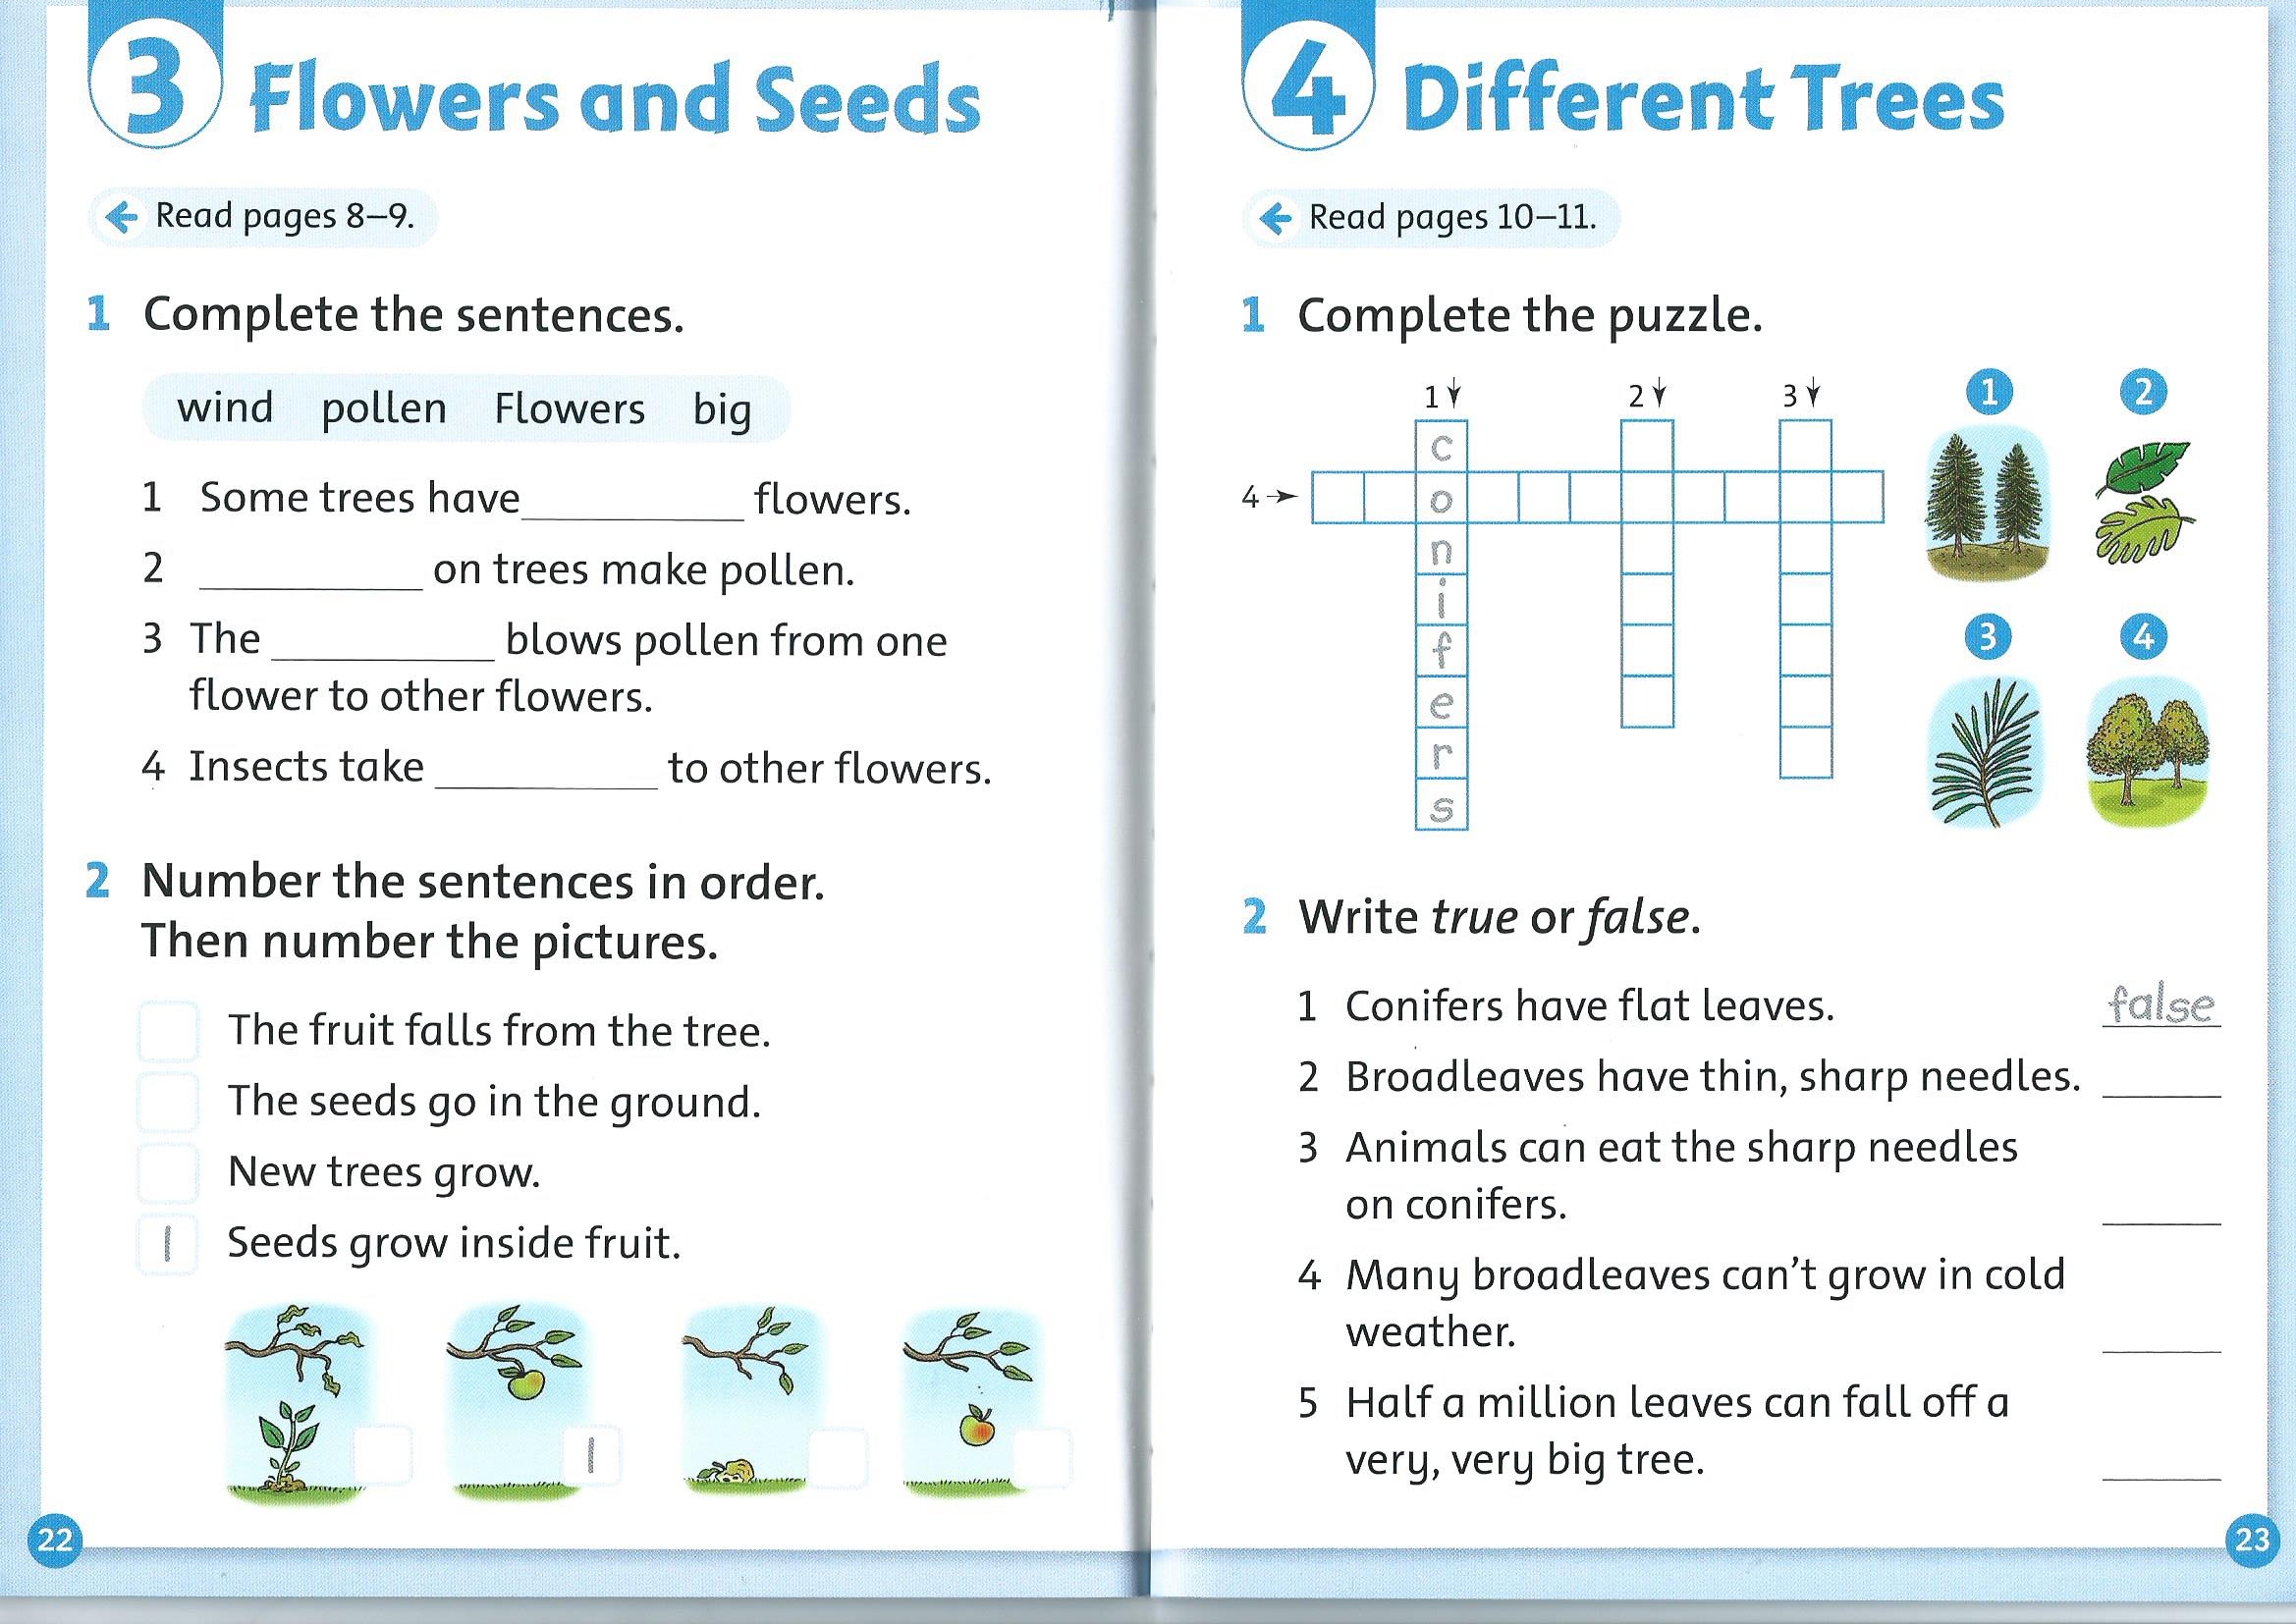 3 Flowers and Seeds
Read pages 8–9.
1 Complete the sentences.
wind pollen Flowers big
1 Some trees have__________ flowers.
2 __________ on trees make pollen.
3 The __________ blows pollen from one
flower to other flowers.
4 Insects take __________ to other flowers.
2 Number the sentences in order.
Then number the pictures.
The fruit falls from the tree.
The seeds go in the ground.
New trees grow.
1 Seeds grow inside fruit.
1
22
4 Different Trees
Read pages 10–11.
1 Complete the puzzle.
1 2 3
4
c
o
n
i
f
e
r
s
1 2
3 4
2 Write true or false.
1 Conifers have flat leaves. false
2 Broadleaves have thin, sharp needles. _____
3 Animals can eat the sharp needles
on conifers. _____
4 Many broadleaves can't grow in cold
weather. _____
5 Half a million leaves can fall off a
very, very big tree. _____
23